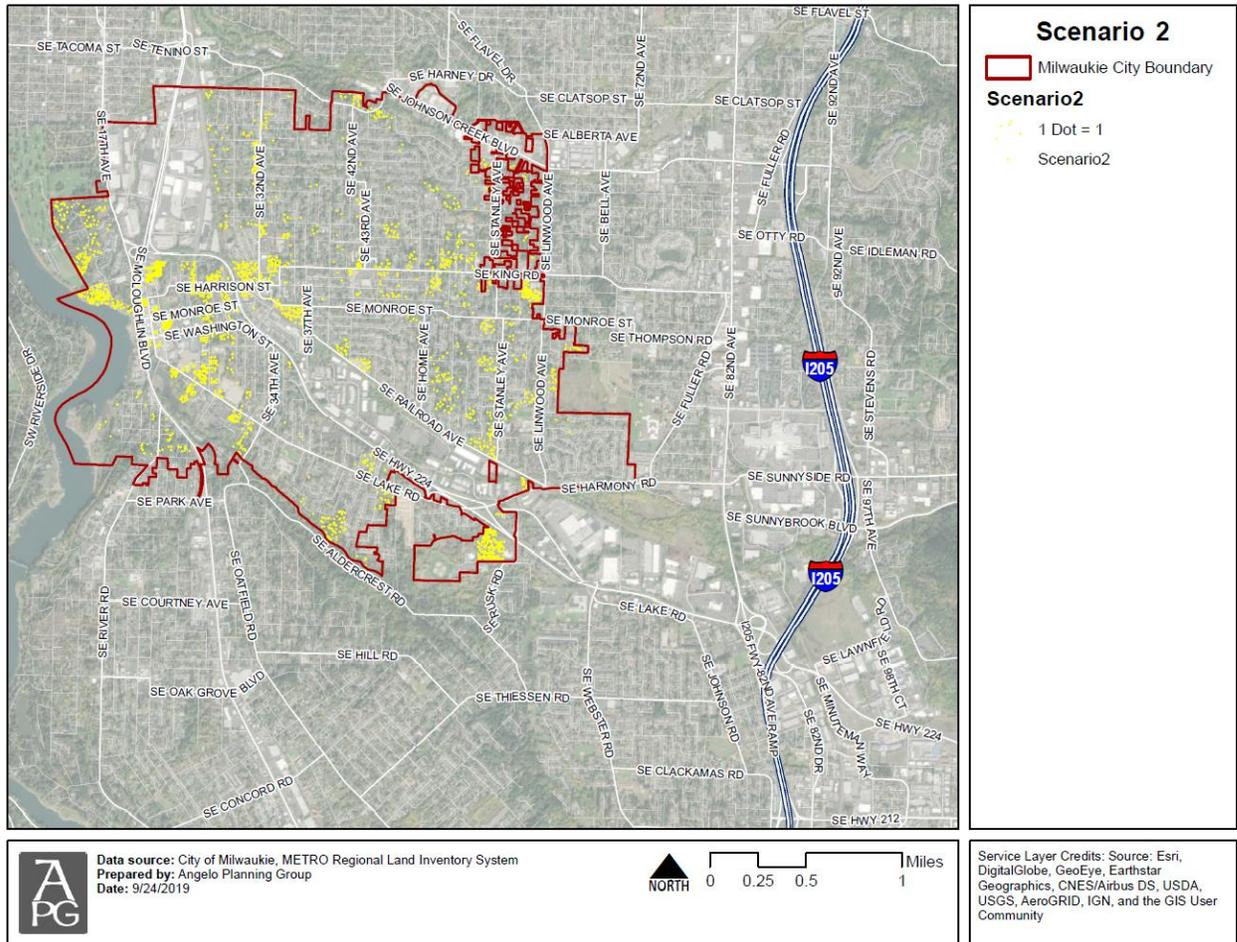 SE FLAVEL ST
SE TACOMA ST
SE TENINO ST
SE FLAVEL DR
SE 72ND AVE
SE 92ND AVE
SE HARNEY DR
SE CLATSOP ST
SE CLATSOP ST
SE JOHNSON CREEK BLVD
SE ALBERTA AVE
SE 17TH AVE
SE 32ND AVE
SE 42ND AVE
SE 43RD AVE
SE STANLEY AVE
SE LINWOOD AVE
SE BELL AVE
SE FULLER RD
SE OTTY RD
SE IDLEMAN RD
SE 92ND AVE
SE MCLOUGHLIN BLVD
SE KING RD
SE HARRISON ST
SE MONROE ST
SE WASHINGTON ST
SE 37TH AVE
SE MONROE ST
SE MONROE ST
SE THOMPSON RD
SE 34TH AVE
SE HOME AVE
SE STANLEY AVE
SE LINWOOD AVE
SE FULLER RD
SE 82ND AVE
I205
SE STEVENS RD
SW RIVERSIDE DR
SE RAILROAD AVE
SE HWY 224
SE LAKE RD
SE HARMONY RD
SE SUNNYSIDE RD
SE PARK AVE
SE SUNNYBROOK BLVD
SE 97TH AVE
SE ALDERCREST RD
SE RUSK RD
I205
SE RIVER RD
SE COURTNEY AVE
SE OATFIELD RD
SE LAKE RD
SE HILL RD
SE LAWNFIE
LD RD
SE 98TH CT
SE OAK GROVE BLVD
SE THIESSEN RD
SE WEBSTER RD
SE JOHNSON RD
I205 FWY-82ND AVE RAMP
SE MINUTEMAN WAY
SE 82ND DR
SE HWY 224
SE CLACKAMAS RD
SE CONCORD RD
SE HWY 212
Scenario 2
Milwaukie City Boundary
Scenario2
1 Dot = 1
Scenario2
A
PG
Data source: City of Milwaukie, METRO Regional Land Inventory System
Prepared by: Angelo Planning Group
Date: 9/24/2019
NORTH
Miles
0 0.25 0.5 1
Service Layer Credits: Source: Esri,
DigitalGlobe, GeoEye, Earthstar
Geographics, CNES/Airbus DS, USDA,
USGS, AeroGRID, IGN, and the GIS User
Community